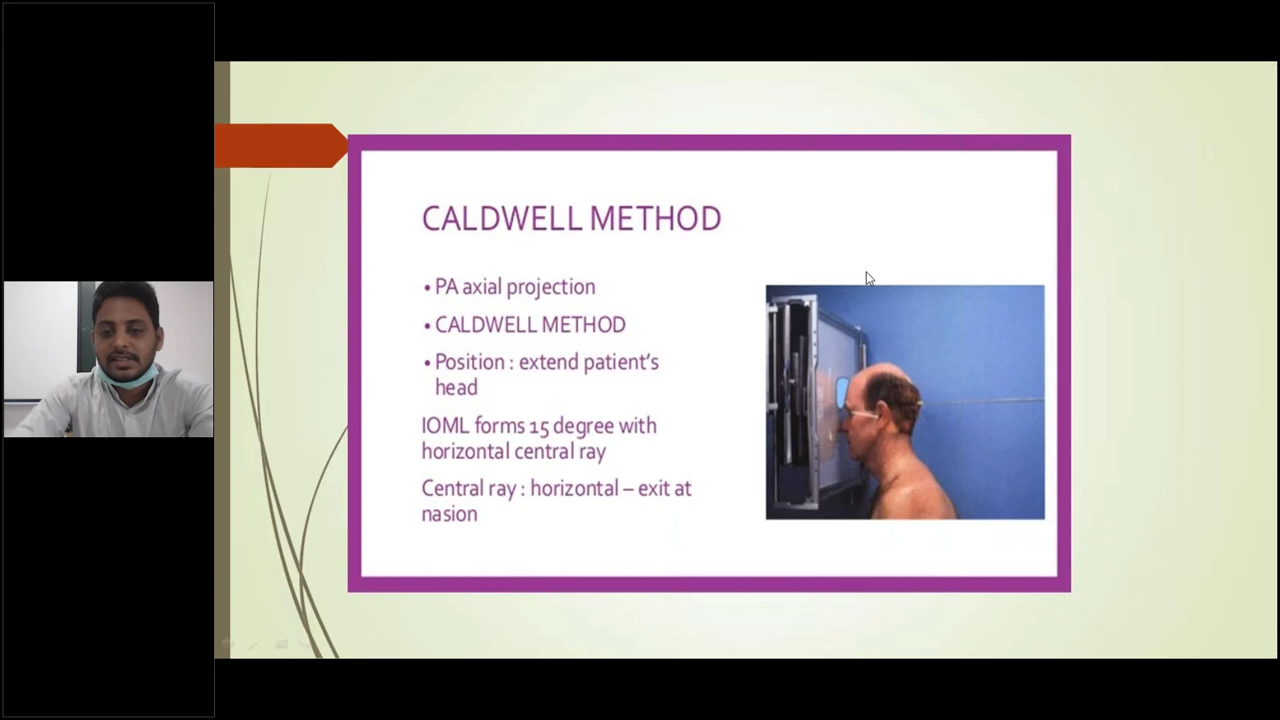 CALDWELL METHOD
• PA axial projection
• CALDWELL METHOD
• Position : extend patient's
head
IOML forms 15 degree with
horizontal central ray
Central ray : horizontal – exit at
nasion